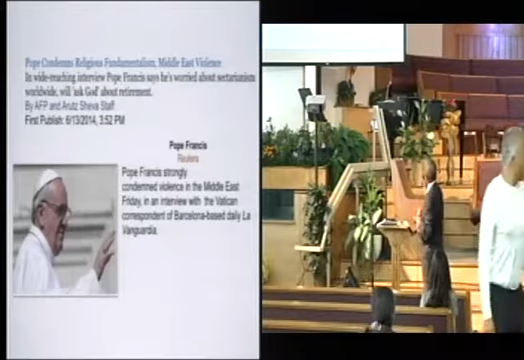 Pope Condemns Religious Fundamentalism, Middle East Violence
In wide-reaching interview Pope Francis says he's worried about sectarianism
worldwide, will 'ask God' about retirement.
By AFP and Arutz Sheva Staff
First Publish: 6/13/2014, 3:52 PM
Pope Francis
Reuters
Pope Francis strongly
condemned violence in the Middle East
Friday, in an interview with the Vatican
correspondent of Barcelona-based daily La
Vanguardia.